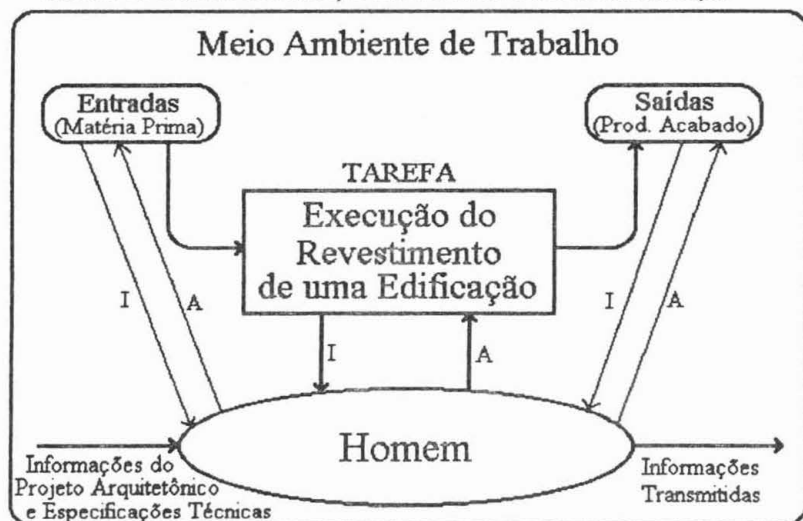 Meio Ambiente de Trabalho
Entradas
(Matéria Prima)
Saídas
(Prod. Acabado)
TAREFA
Execução do
Revestimento
de uma Edificação
I
A
I
A
I
A
Homem
Informações do
Projeto Arquitetônico
e Especificações Técnicas
Informações
Transmitidas